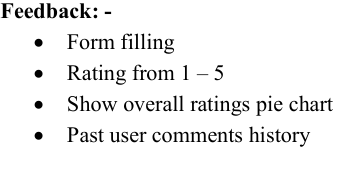 Feedback: -
• Form filling
• Rating from 1 – 5
• Show overall ratings pie chart
• Past user comments history